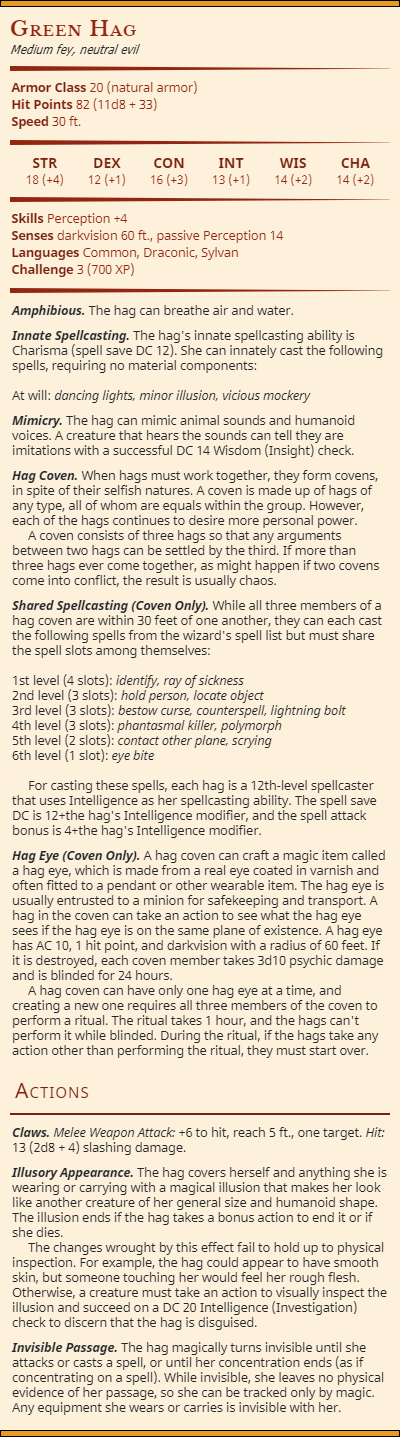 Green Hag
Medium fey, neutral evil
Armor Class 20 (natural armor)
Hit Points 82 (11d8 + 33)
Speed 30 ft.
STR DEX CON INT WIS CHA
18 (+4) 12 (+1) 16 (+3) 13 (+1) 14 (+2) 14 (+2)
Skills Perception +4
Senses darkvision 60 ft., passive Perception 14
Languages Common, Draconic, Sylvan
Challenge 3 (700 XP)
Amphibious. The hag can breathe air and water.
Innate Spellcasting. The hag's innate spellcasting ability is
Charisma (spell save DC 12). She can innately cast the following
spells, requiring no material components:
At will: dancing lights, minor illusion, vicious mockery
Mimicry. The hag can mimic animal sounds and humanoid
voices. A creature that hears the sounds can tell they are
imitations with a successful DC 14 Wisdom (Insight) check.
Hag Coven. When hags must work together, they form covens,
in spite of their selfish natures. A coven is made up of hags of
any type, all of whom are equals within the group. However,
each of the hags continues to desire more personal power.
A coven consists of three hags so that any arguments
between two hags can be settled by the third. If more than
three hags ever come together, as might happen if two covens
come into conflict, the result is usually chaos.
Shared Spellcasting (Coven Only). While all three members of a
hag coven are within 30 feet of one another, they can each cast
the following spells from the wizard's spell list but must share
the spell slots among themselves:
1st level (4 slots): identify, ray of sickness
2nd level (3 slots): hold person, locate object
3rd level (3 slots): bestow curse, counterspell, lightning bolt
4th level (3 slots): phantasmal killer, polymorph
5th level (2 slots): contact other plane, scrying
6th level (1 slot): eye bite
For casting these spells, each hag is a 12th-level spellcaster
that uses Intelligence as her spellcasting ability. The spell save
DC is 12+the hag's Intelligence modifier, and the spell attack
bonus is 4+the hag's Intelligence modifier.
Hag Eye (Coven Only). A hag coven can craft a magic item called
a hag eye, which is made from a real eye coated in varnish and
often fitted to a pendant or other wearable item. The hag eye is
usually entrusted to a minion for safekeeping and transport. A
hag in the coven can take an action to see what the hag eye
sees if the hag eye is on the same plane of existence. A hag eye
has AC 10, 1 hit point, and darkvision with a radius of 60 feet. If
it is destroyed, each coven member takes 3d10 psychic damage
and is blinded for 24 hours.
A hag coven can have only one hag eye at a time, and
creating a new one requires all three members of the coven to
perform a ritual. The ritual takes 1 hour, and the hags can't
perform it while blinded. During the ritual, if the hags take any
action other than performing the ritual, they must start over.
Actions
Claws. Melee Weapon Attack: +6 to hit, reach 5 ft., one target. Hit:
13 (2d8 + 4) slashing damage.
Illusory Appearance. The hag covers herself and anything she is
wearing or carrying with a magical illusion that makes her look
like another creature of her general size and humanoid shape.
The illusion ends if the hag takes a bonus action to end it or if
she dies.
The changes wrought by this effect fail to hold up to physical
inspection. For example, the hag could appear to have smooth
skin, but someone touching her would feel her rough flesh.
Otherwise, a creature must take an action to visually inspect the
illusion and succeed on a DC 20 Intelligence (Investigation)
check to discern that the hag is disguised.
Invisible Passage. The hag magically turns invisible until she
attacks or casts a spell, or until her concentration ends (as if
concentrating on a spell). While invisible, she leaves no physical
evidence of her passage, so she can be tracked only by magic.
Any equipment she wears or carries is invisible with her.